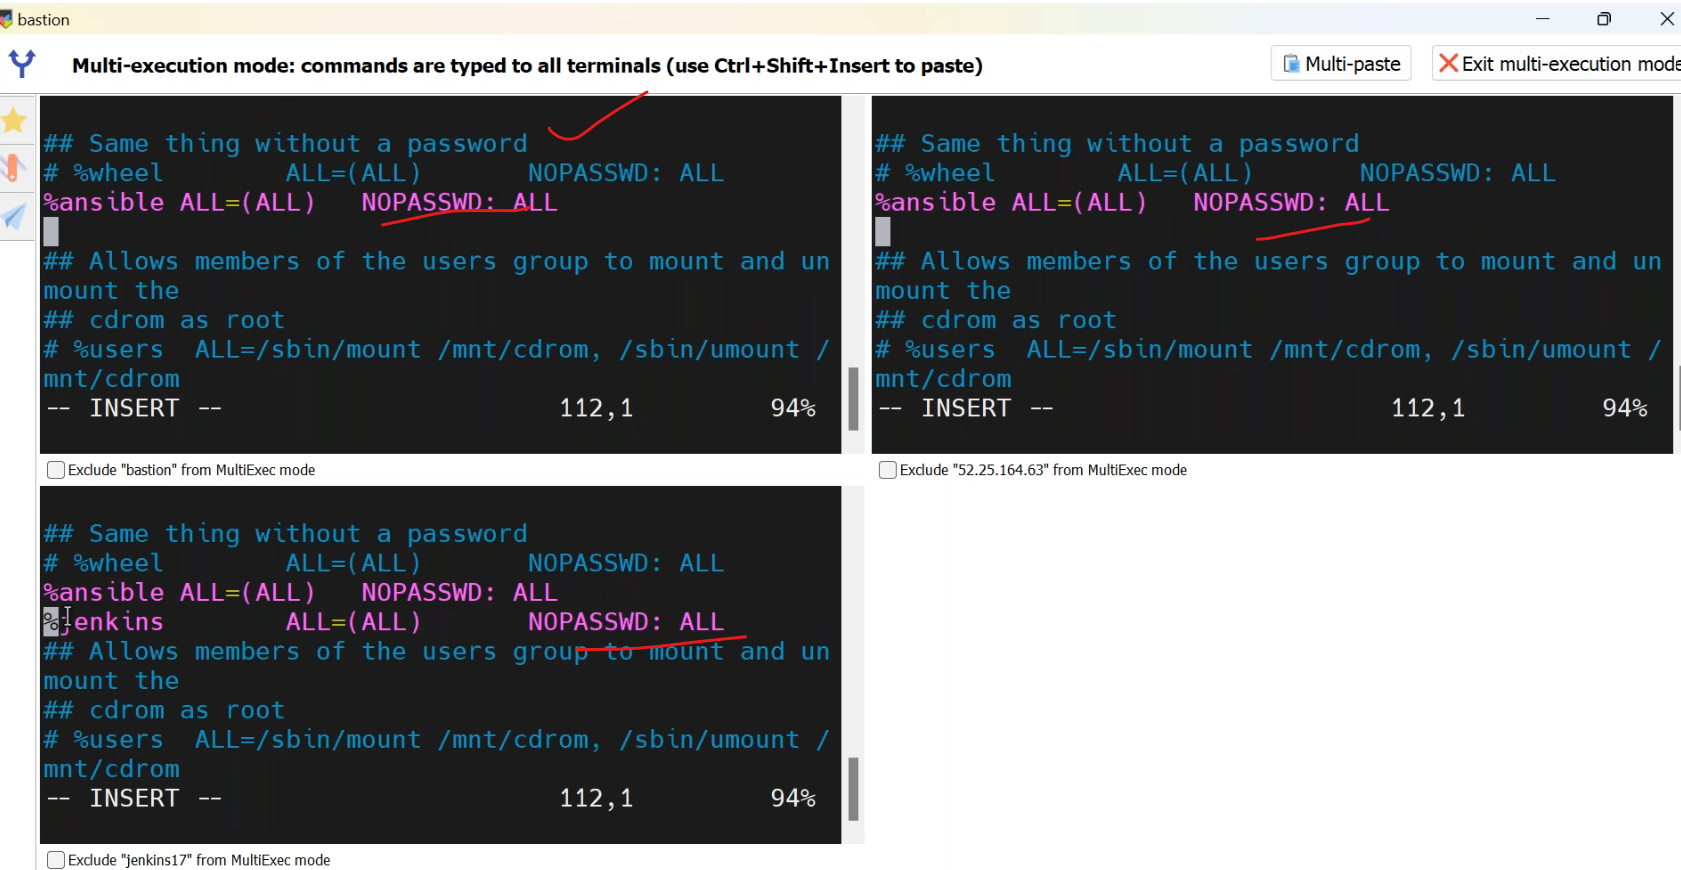 bastion
Multi-execution mode: commands are typed to all terminals (use Ctrl+Shift+Insert to paste)
Multi-paste
Exit multi-execution mode
## Same thing without a password
# %wheel        ALL=(ALL)       NOPASSWD: ALL
%ansible ALL=(ALL)   NOPASSWD: ALL
## Allows members of the users group to mount and un
mount the
## cdrom as root
# %users  ALL=/sbin/mount /mnt/cdrom, /sbin/umount /
mnt/cdrom
-- INSERT --                      112,1         94%
Exclude "bastion" from MultiExec mode
## Same thing without a password
# %wheel        ALL=(ALL)       NOPASSWD: ALL
%ansible ALL=(ALL)   NOPASSWD: ALL
## Allows members of the users group to mount and un
mount the
## cdrom as root
# %users  ALL=/sbin/mount /mnt/cdrom, /sbin/umount /
mnt/cdrom
-- INSERT --                      112,1         94%
Exclude "52.25.164.63" from MultiExec mode
## Same thing without a password
# %wheel        ALL=(ALL)       NOPASSWD: ALL
%ansible ALL=(ALL)   NOPASSWD: ALL
%jenkins        ALL=(ALL)       NOPASSWD: ALL
## Allows members of the users group to mount and un
mount the
## cdrom as root
# %users  ALL=/sbin/mount /mnt/cdrom, /sbin/umount /
mnt/cdrom
-- INSERT --                      112,1         94%
Exclude "jenkins17" from MultiExec mode